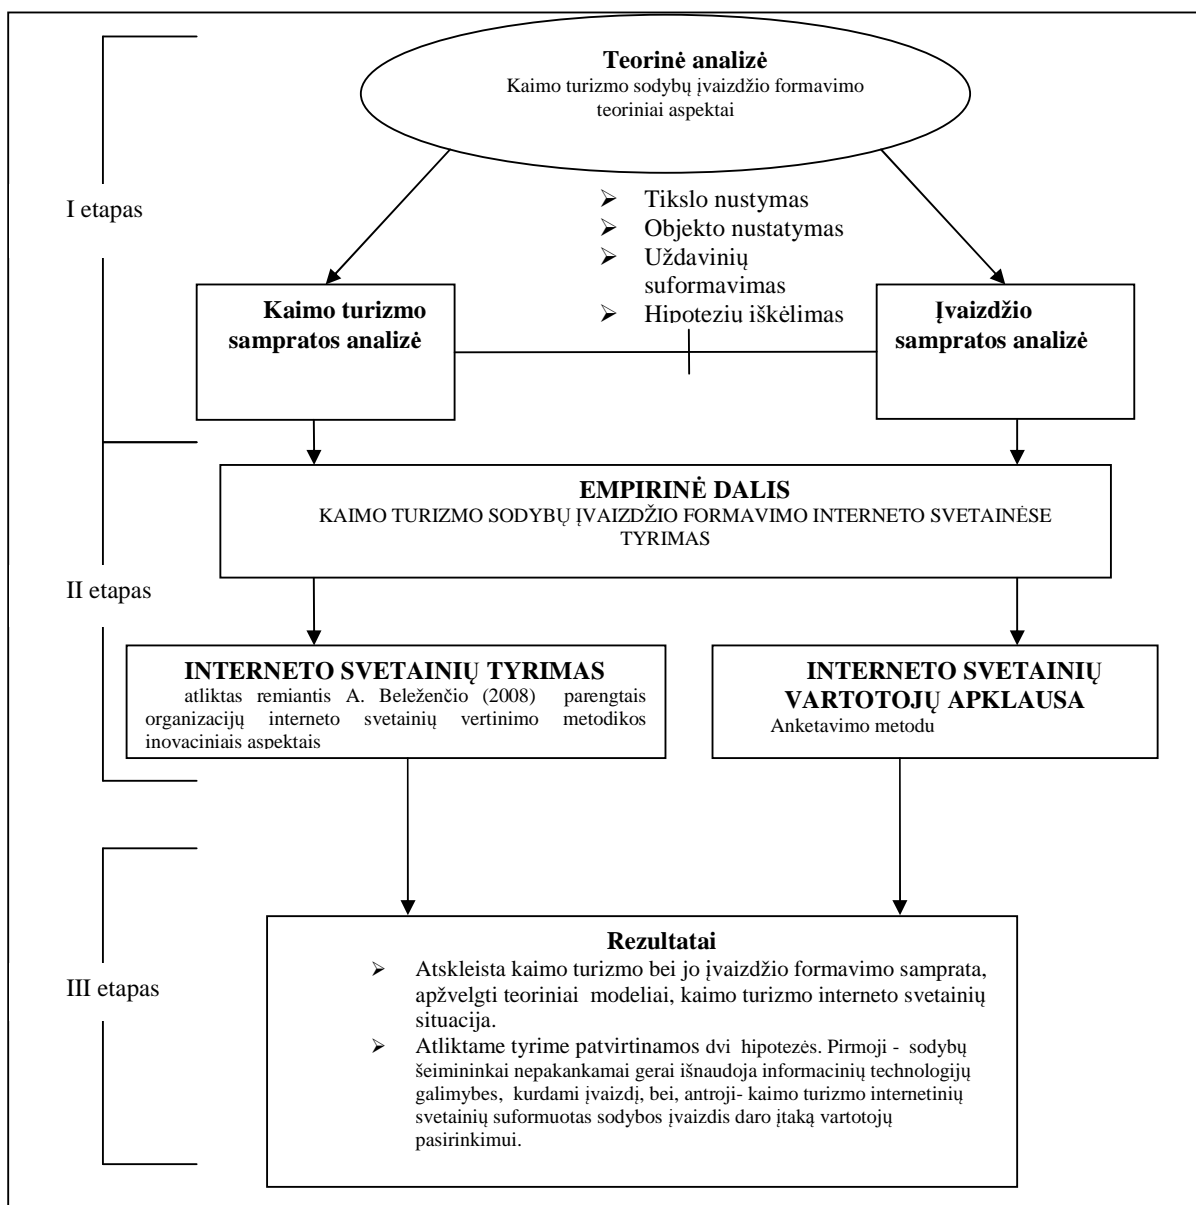 Teorinė analizė
Kaimo turizmo sodybų įvaizdžio formavimo
teoriniai aspektai
I etapas
➢ Tikslo nustymas
➢ Objekto nustatymas
➢ Uždavinių
suformavimas
➢ Hipotezių iškėlimas
Kaimo turizmo
sampratos analizė
Įvaizdžio
sampratos analizė
EMPIRINĖ DALIS
KAIMO TURIZMO SODYBŲ ĮVAIZDŽIO FORMAVIMO INTERNETO SVETAINĖSE
TYRIMAS
II etapas
INTERNETO SVETAINIŲ TYRIMAS
atliktas remiantis A. Beleženčio (2008) parengtais
organizacijų interneto svetainių vertinimo metodikos
inovaciniais aspektais
INTERNETO SVETAINIŲ
VARTOTOJŲ APKLAUSA
Anketavimo metodu
III etapas
Rezultatai
➢ Atskleista kaimo turizmo bei jo įvaizdžio formavimo samprata,
apžvelgti teoriniai modeliai, kaimo turizmo interneto svetainių
situacija.
➢ Atliktame tyrime patvirtinamos dvi hipotezės. Pirmoji - sodybų
šeimininkai nepakankamai gerai išnaudoja informacinių technologijų
galimybes, kurdami įvaizdį, bei, antroji- kaimo turizmo internetinių
svetainių suformuotas sodybos įvaizdis daro įtaką vartotojų
pasirinkimui.